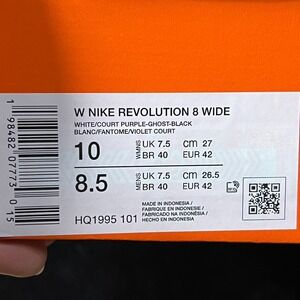 W NIKE REVOLUTION 8 WIDE
WHITE/COURT PURPLE-GHOST-BLACK
BLANC/FANTOME/VIOLET COURT
10 WMNS UK 7.5 cm 27
BR 40 EUR 42
8.5 MENS UK 7.5 cm 26.5
BR 40 EUR 42
HQ1995 101
MADE IN INDONESIA /
FABRIQUE EN INDONESIE /
FABRICADO NA INDONÉSIA /
HECHO EN INDONESIA
1 98482 07773 015